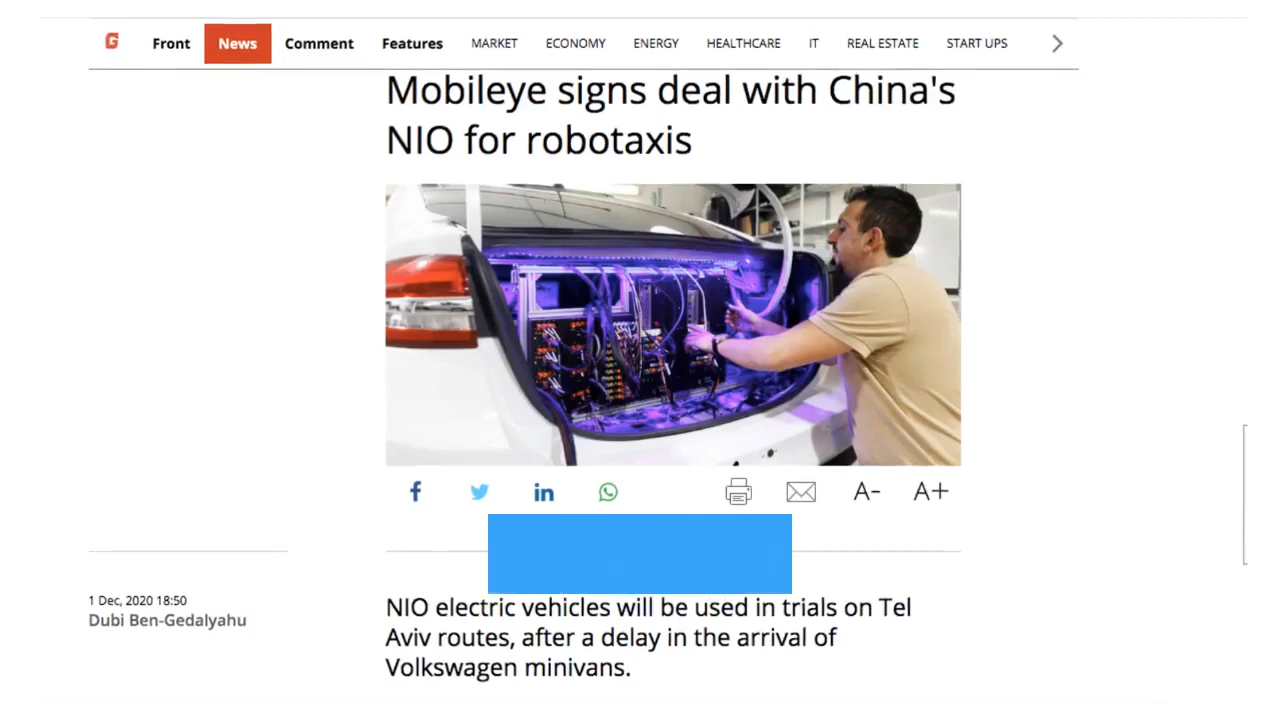 G Front News Comment Features MARKET ECONOMY ENERGY HEALTHCARE IT REAL ESTATE START UPS
Mobileye signs deal with China's
NIO for robotaxis
A- A+
1 Dec, 2020 18:50
Dubi Ben-Gedalyahu
NIO electric vehicles will be used in trials on Tel
Aviv routes, after a delay in the arrival of
Volkswagen minivans.